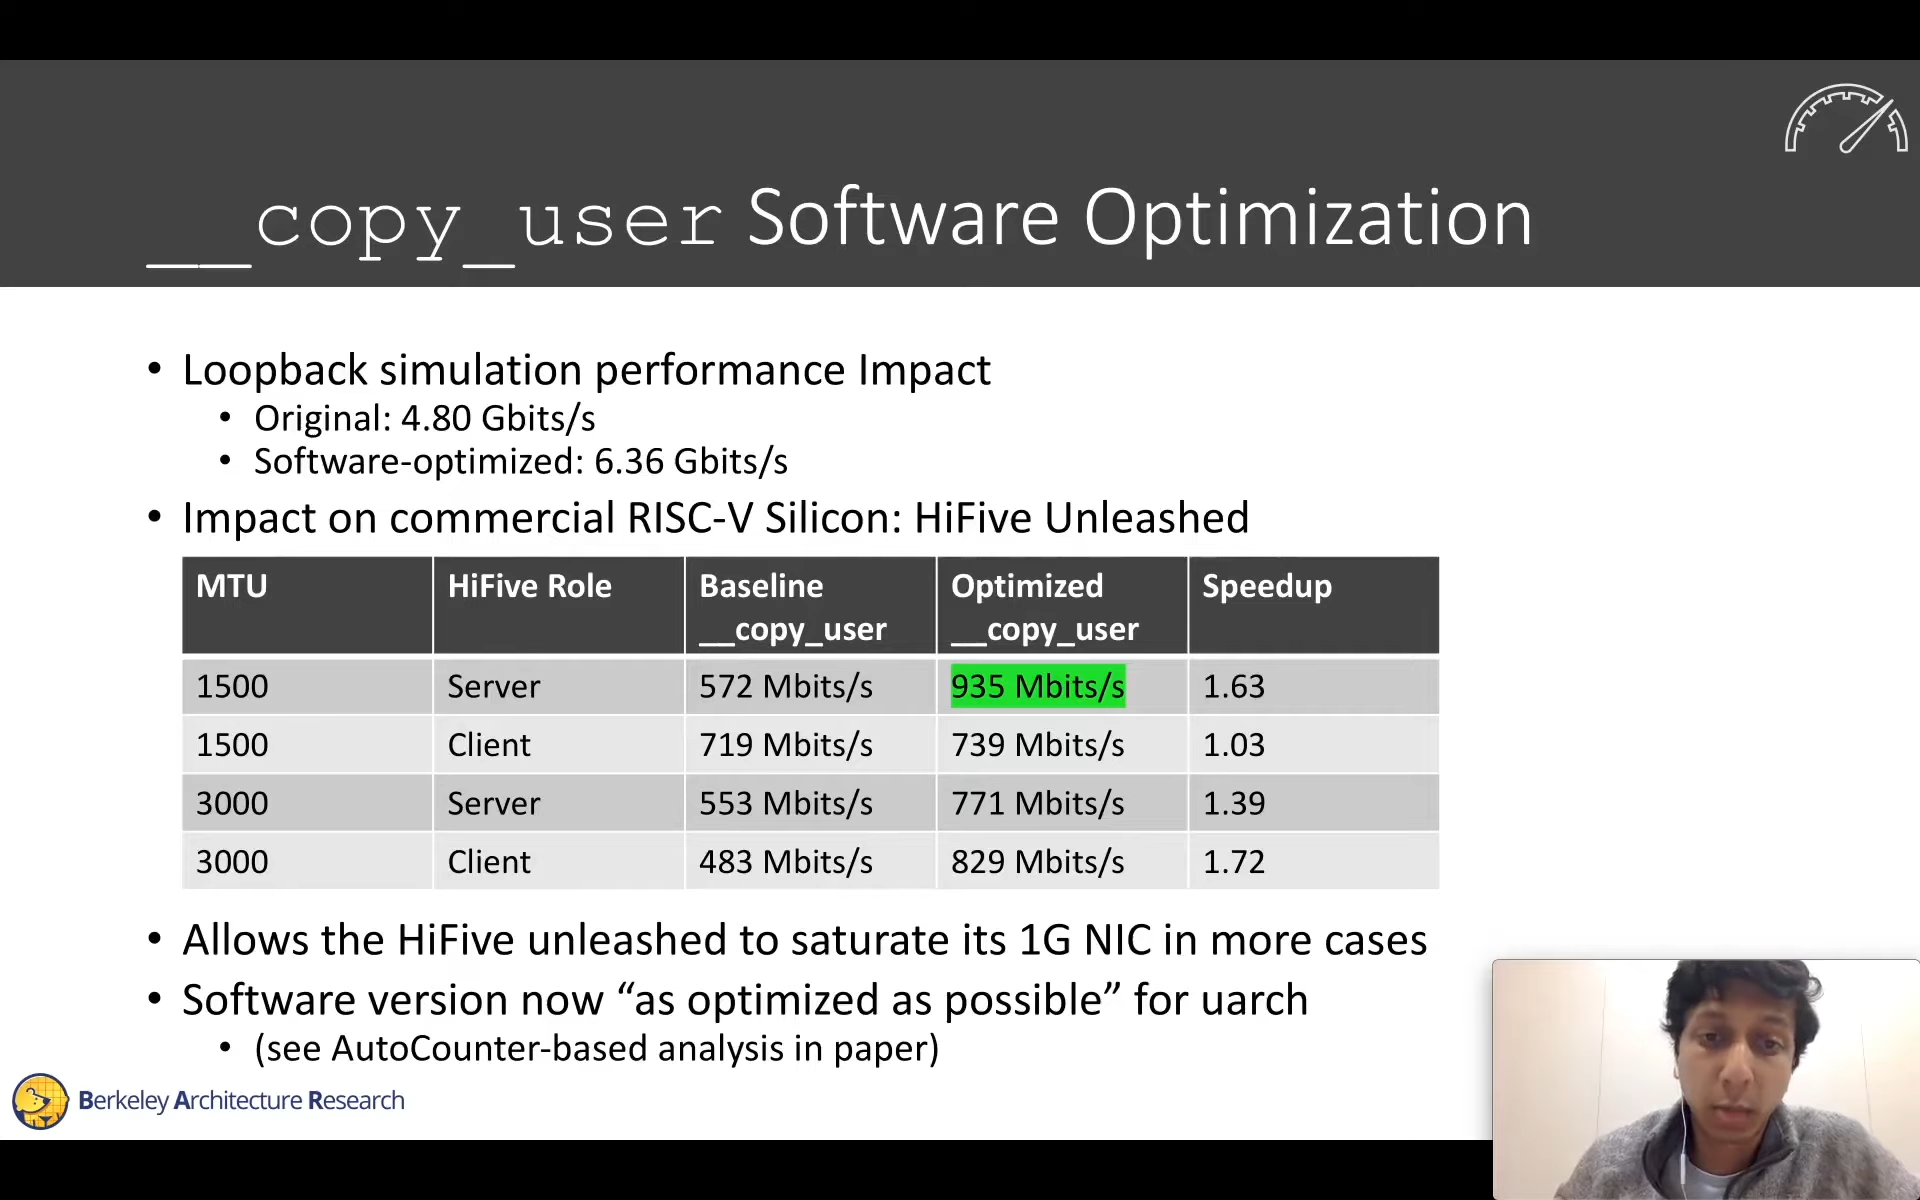 __copy_user Software Optimization
• Loopback simulation performance Impact
• Original: 4.80 Gbits/s
• Software-optimized: 6.36 Gbits/s
• Impact on commercial RISC-V Silicon: HiFive Unleashed
MTU HiFive Role Baseline __copy_user Optimized __copy_user Speedup
1500 Server 572 Mbits/s 935 Mbits/s 1.63
1500 Client 719 Mbits/s 739 Mbits/s 1.03
3000 Server 553 Mbits/s 771 Mbits/s 1.39
3000 Client 483 Mbits/s 829 Mbits/s 1.72
• Allows the HiFive unleashed to saturate its 1G NIC in more cases
• Software version now “as optimized as possible” for uarch
• (see AutoCounter-based analysis in paper)
Berkeley Architecture Research